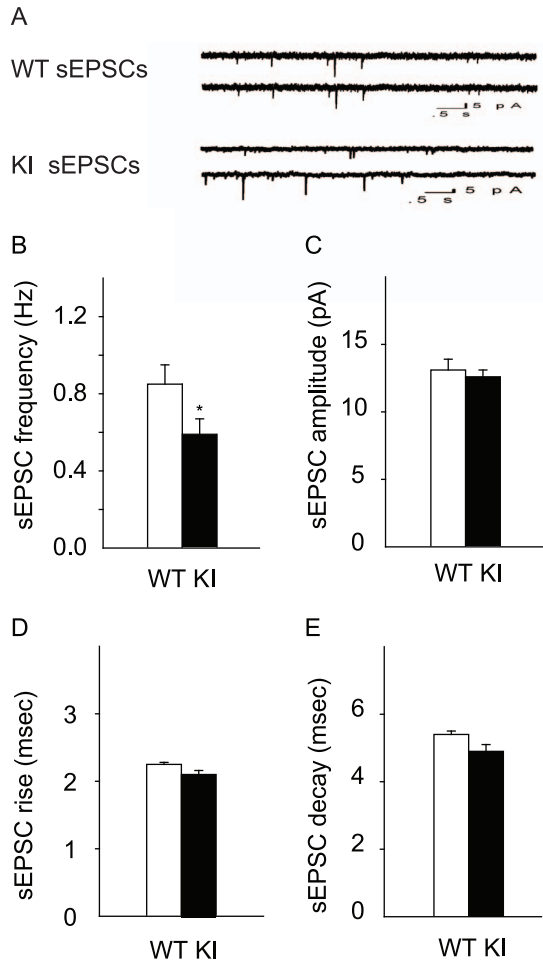 A
WT sEPSCs
5 pA
.5 s
KI sEPSCs
5 pA
.5 s
B
sEPSC frequency (Hz)
1.2
0.8
0.4
0.0
*
WT KI
C
sEPSC amplitude (pA)
15
10
5
0
WT KI
D
sEPSC rise (msec)
3
2
1
0
WT KI
E
sEPSC decay (msec)
6
4
2
0
WT KI